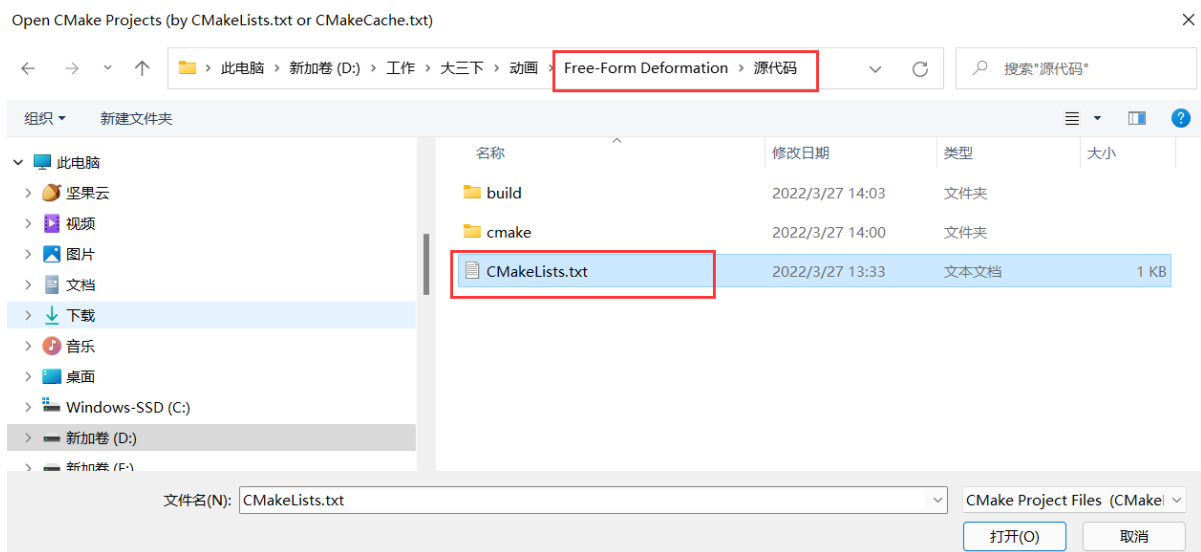 Open CMake Projects (by CMakeLists.txt or CMakeCache.txt)
此电脑 › 新加卷 (D:) › 工作 › 大三下 › 动画 › Free-Form Deformation › 源代码
搜索"源代码"
组织 新建文件夹
名称 修改日期 类型 大小
此电脑
坚果云
视频
图片
文档
下载
音乐
桌面
Windows-SSD (C:)
新加卷 (D:)
新加卷 (F:)
build 2022/3/27 14:03 文件夹
cmake 2022/3/27 14:00 文件夹
CMakeLists.txt 2022/3/27 13:33 文本文档 1 KB
文件名(N): CMakeLists.txt CMake Project Files (CMakel
打开(O) 取消